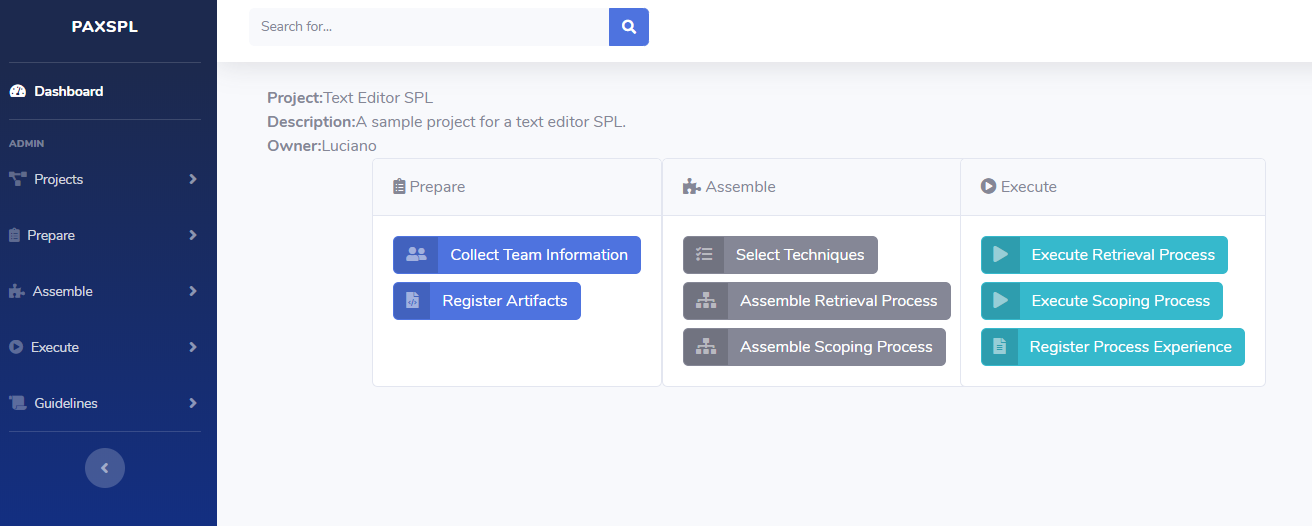 PAXSPL
Search for...
Dashboard
ADMIN
Projects
Prepare
Assemble
Execute
Guidelines
Project:Text Editor SPL
Description:A sample project for a text editor SPL.
Owner:Luciano
Prepare
Collect Team Information
Register Artifacts
Assemble
Select Techniques
Assemble Retrieval Process
Assemble Scoping Process
Execute
Execute Retrieval Process
Execute Scoping Process
Register Process Experience